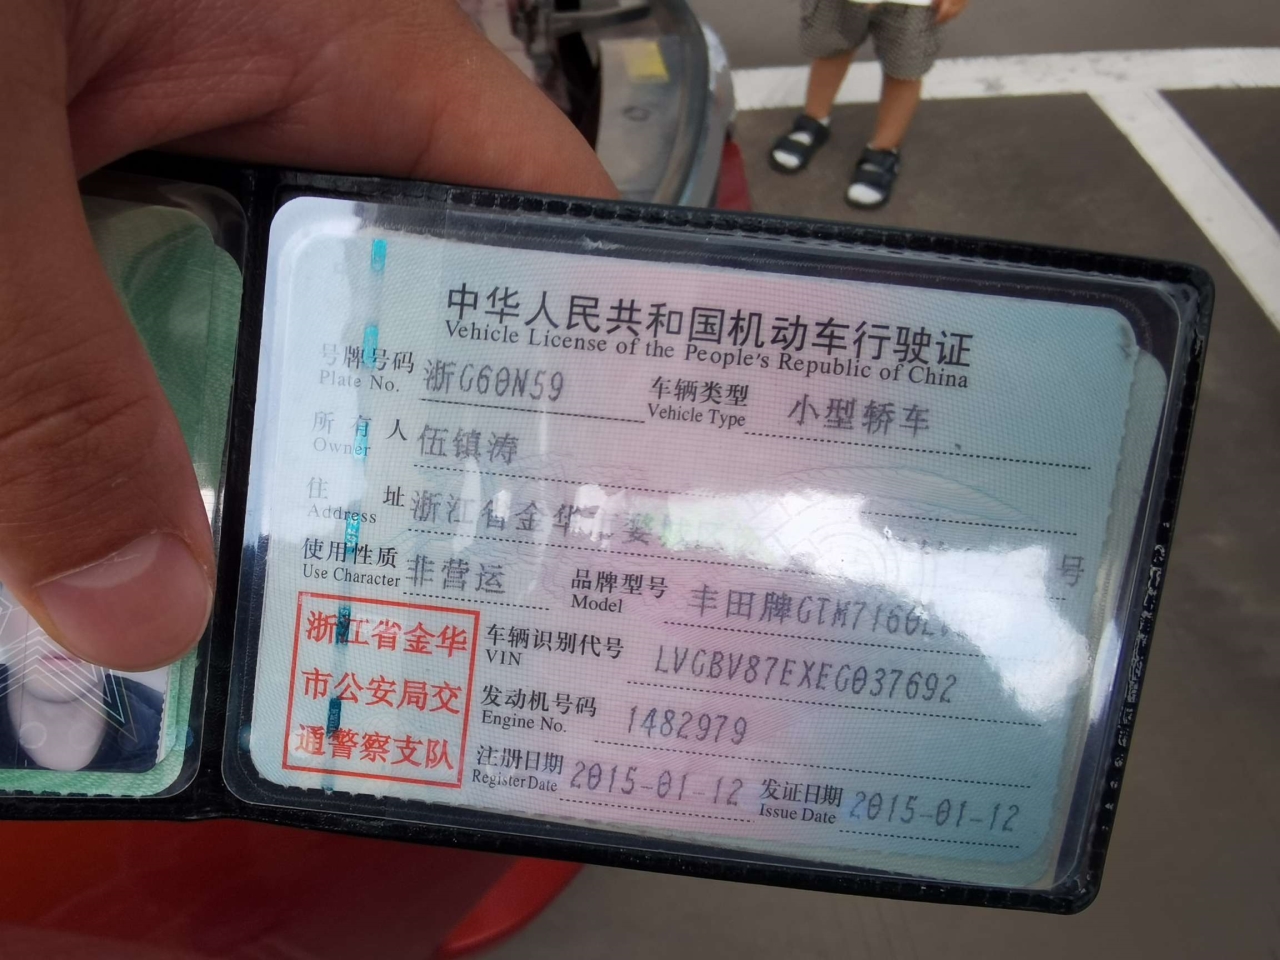 中华人民共和国机动车行驶证
Vehicle License of the People's Republic of China
号牌号码 浙G60N59 车辆类型 小型轿车
Plate No. Vehicle Type
所有人 伍镇涛
Owner
住址 浙江省金华市婺 号
Address
使用性质 非营运 品牌型号 丰田牌GTM7160
Use Character Model
浙江省金华
市公安局交
通警察支队
车辆识别代号 LVGBV87EXEG037692
VIN
发动机号码 1482979
Engine No.
注册日期 2015-01-12 发证日期 2015-01-12
Register Date Issue Date